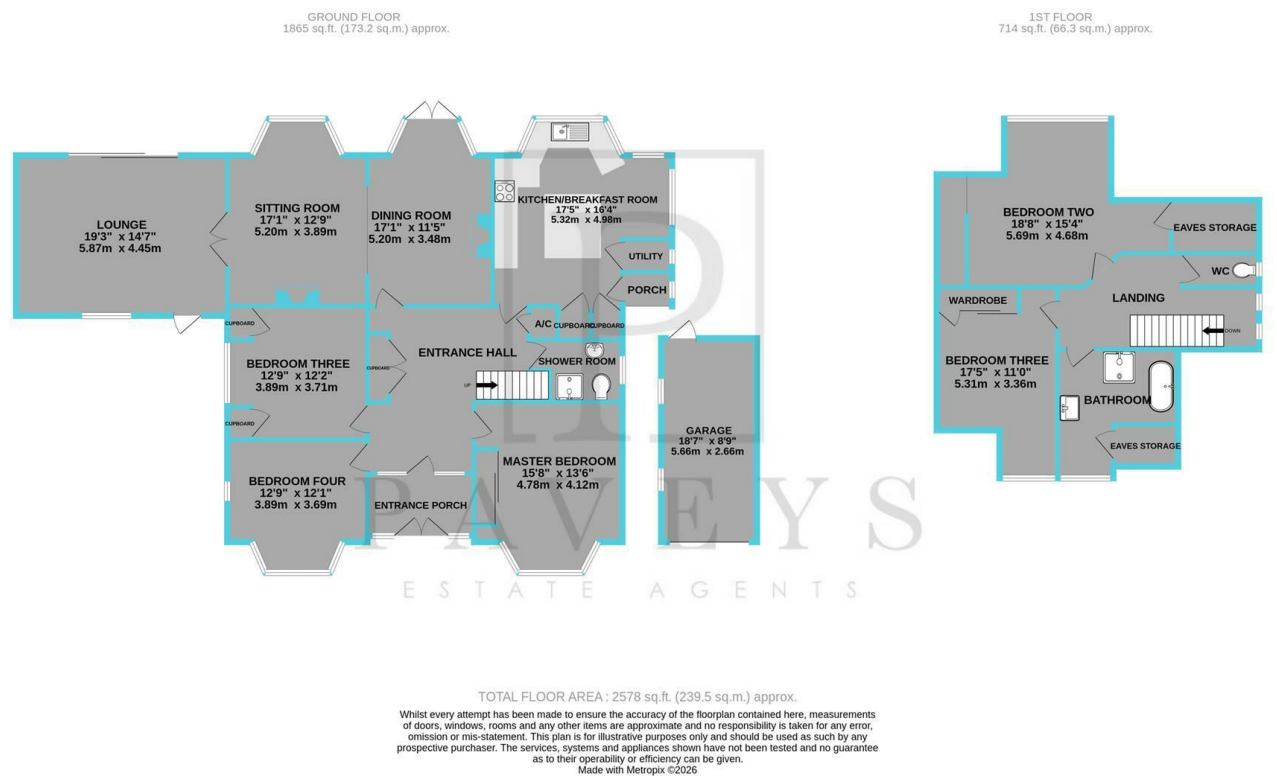 GROUND FLOOR
1865 sq.ft. (173.2 sq.m.) approx.
1ST FLOOR
714 sq.ft. (66.3 sq.m.) approx.
LOUNGE
19'3" x 14'7"
5.87m x 4.45m
SITTING ROOM
17'1" x 12'9"
5.20m x 3.89m
DINING ROOM
17'1" x 11'5"
5.20m x 3.48m
KITCHEN/BREAKFAST ROOM
17'5" x 16'4"
5.32m x 4.98m
UTILITY
PORCH
CUPBOARD
A/C
CUPBOARD
CUPBOARD
ENTRANCE HALL
SHOWER ROOM
BEDROOM THREE
12'9" x 12'2"
3.89m x 3.71m
CUPBOARD
UP
CUPBOARD
MASTER BEDROOM
15'8" x 13'6"
4.78m x 4.12m
BEDROOM FOUR
12'9" x 12'1"
3.89m x 3.69m
ENTRANCE PORCH
GARAGE
18'7" x 8'9"
5.66m x 2.66m
BEDROOM TWO
18'8" x 15'4"
5.69m x 4.68m
EAVES STORAGE
WC
WARDROBE
LANDING
DOWN
BEDROOM THREE
17'5" x 11'0"
5.31m x 3.36m
BATHROOM
EAVES STORAGE
PAVEYS
ESTATE AGENTS
TOTAL FLOOR AREA : 2578 sq.ft. (239.5 sq.m.) approx.
Whilst every attempt has been made to ensure the accuracy of the floorplan contained here, measurements
of doors, windows, rooms and any other items are approximate and no responsibility is taken for any error,
omission or mis-statement. This plan is for illustrative purposes only and should be used as such by any
prospective purchaser. The services, systems and appliances shown have not been tested and no guarantee
as to their operability or efficiency can be given.
Made with Metropix ©2026